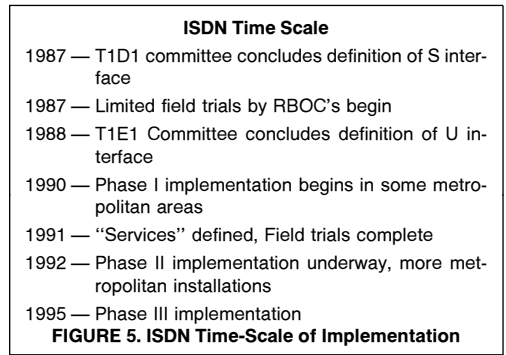 ISDN Time Scale
1987 — T1D1 committee concludes definition of S inter-
face
1987 — Limited field trials by RBOC's begin
1988 — T1E1 Committee concludes definition of U in-
terface
1990 — Phase I implementation begins in some metro-
politan areas
1991 — ‘‘Services’’ defined, Field trials complete
1992 — Phase II implementation underway, more met-
ropolitan installations
1995 — Phase III implementation
FIGURE 5. ISDN Time-Scale of Implementation